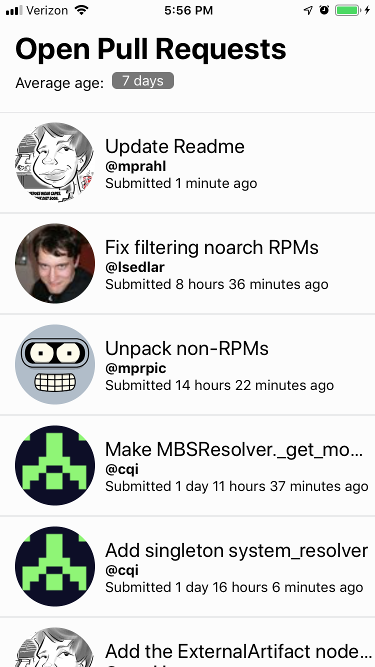 Verizon 5:56 PM
Open Pull Requests
Average age: 7 days
Update Readme
@mprahl
Submitted 1 minute ago
Fix filtering noarch RPMs
@lsedlar
Submitted 8 hours 36 minutes ago
Unpack non-RPMs
@mprpic
Submitted 14 hours 22 minutes ago
Make MBSResolver._get_mo...
@cqi
Submitted 1 day 11 hours 37 minutes ago
Add singleton system_resolver
@cqi
Submitted 1 day 16 hours 6 minutes ago
Add the ExternalArtifact node...